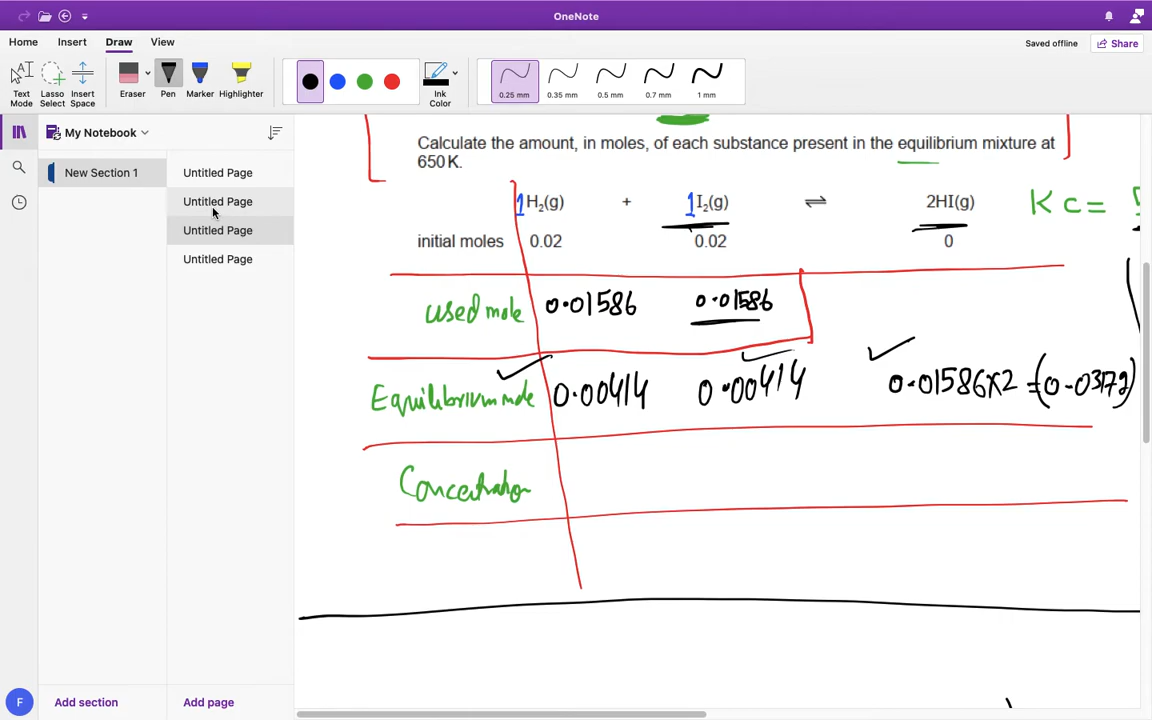 OneNote
Home Insert Draw View
Saved offline Share
Text Mode
Lasso Select
Insert Space
Eraser
Pen
Marker
Highlighter
Ink Color
0.25 mm 0.35 mm 0.5 mm 0.7 mm 1 mm
My Notebook
New Section 1
Untitled Page
Untitled Page
Untitled Page
Untitled Page
Calculate the amount, in moles, of each substance present in the equilibrium mixture at
650 K.
1H₂(g) + 1I₂(g) ⇌ 2HI(g) Kc =
initial moles 0.02 0.02 0
used mole 0.01586 0.01586
Equilibrium mole 0.00414 0.00414 0.01586×2 = (0.03172)
Concentration
F Add section Add page